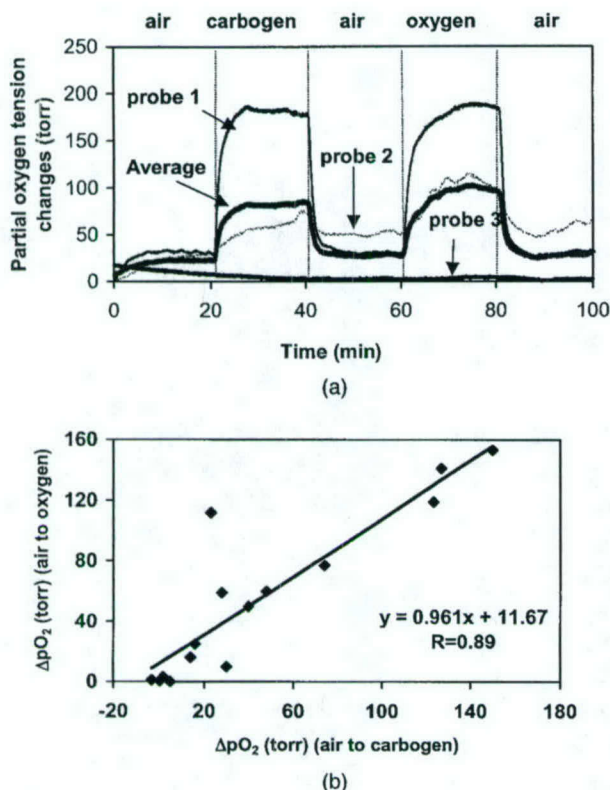 air carbogen air oxygen air
Partial oxygen tension
changes (torr)
250
200
150
100
50
0
probe 1
Average
probe 2
probe 3
0 20 40 60 80 100
Time (min)
(a)
ΔpO₂ (torr) (air to oxygen)
160
120
80
40
0
y = 0.961x + 11.67
R=0.89
-20 20 60 100 140 180
ΔpO₂ (torr) (air to carbogen)
(b)